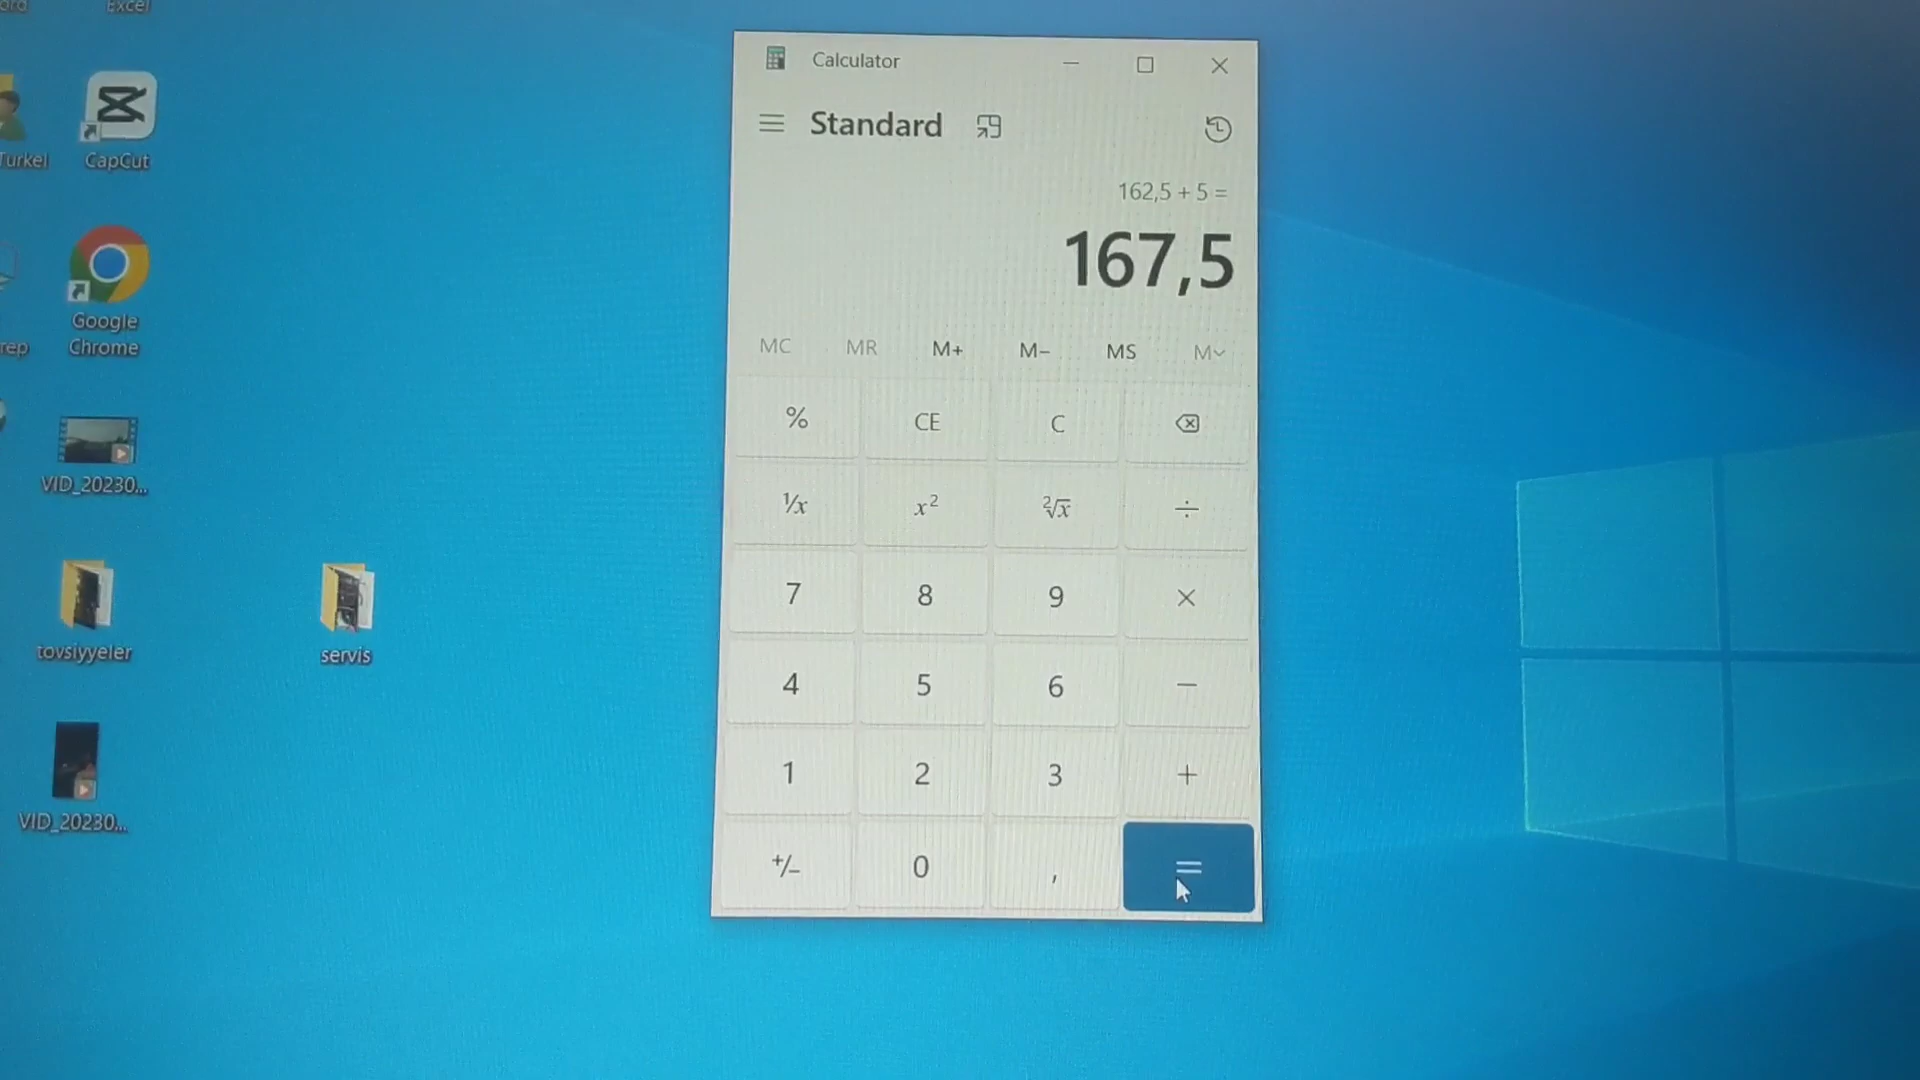 Excel
CapCut
Turkel
Google
Chrome
VID_20230...
tovsiyyeler
servis
VID_20230...
Calculator
Standard
162,5 + 5 =
167,5
MC MR M+ M− MS M
% CE C
¹/x x² ²√x ÷
7 8 9 ×
4 5 6 −
1 2 3 +
+/− 0 , =